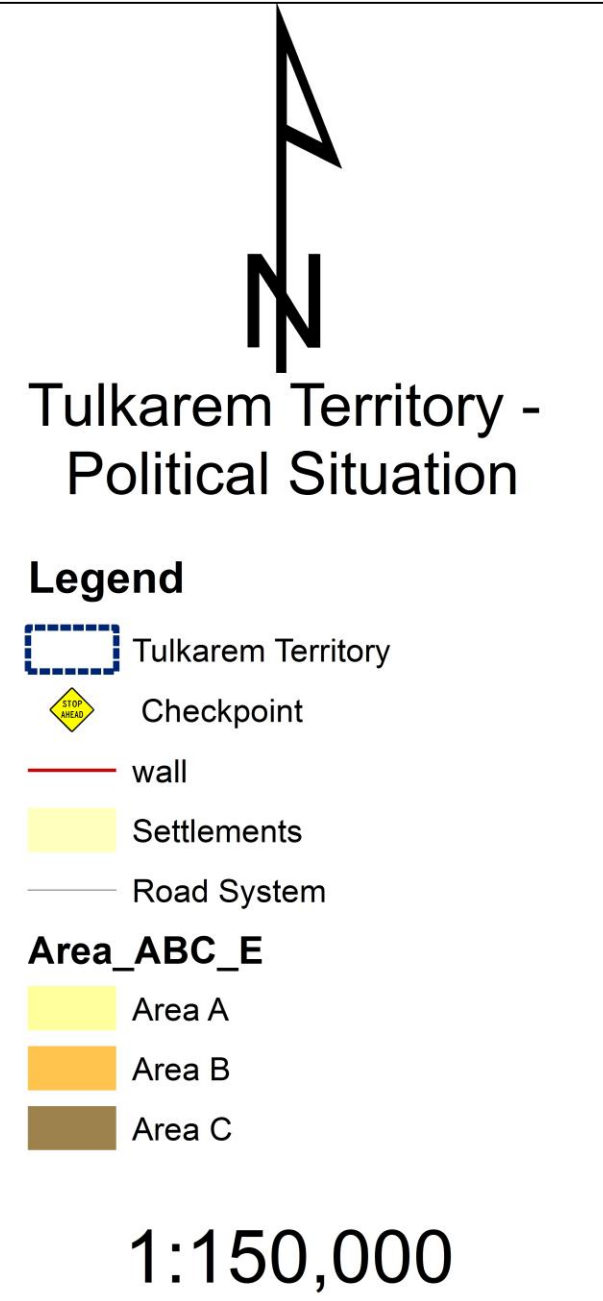 N
Tulkarem Territory -
Political Situation
Legend
Tulkarem Territory
STOP
AHEAD
Checkpoint
wall
Settlements
Road System
Area_ABC_E
Area A
Area B
Area C
1:150,000